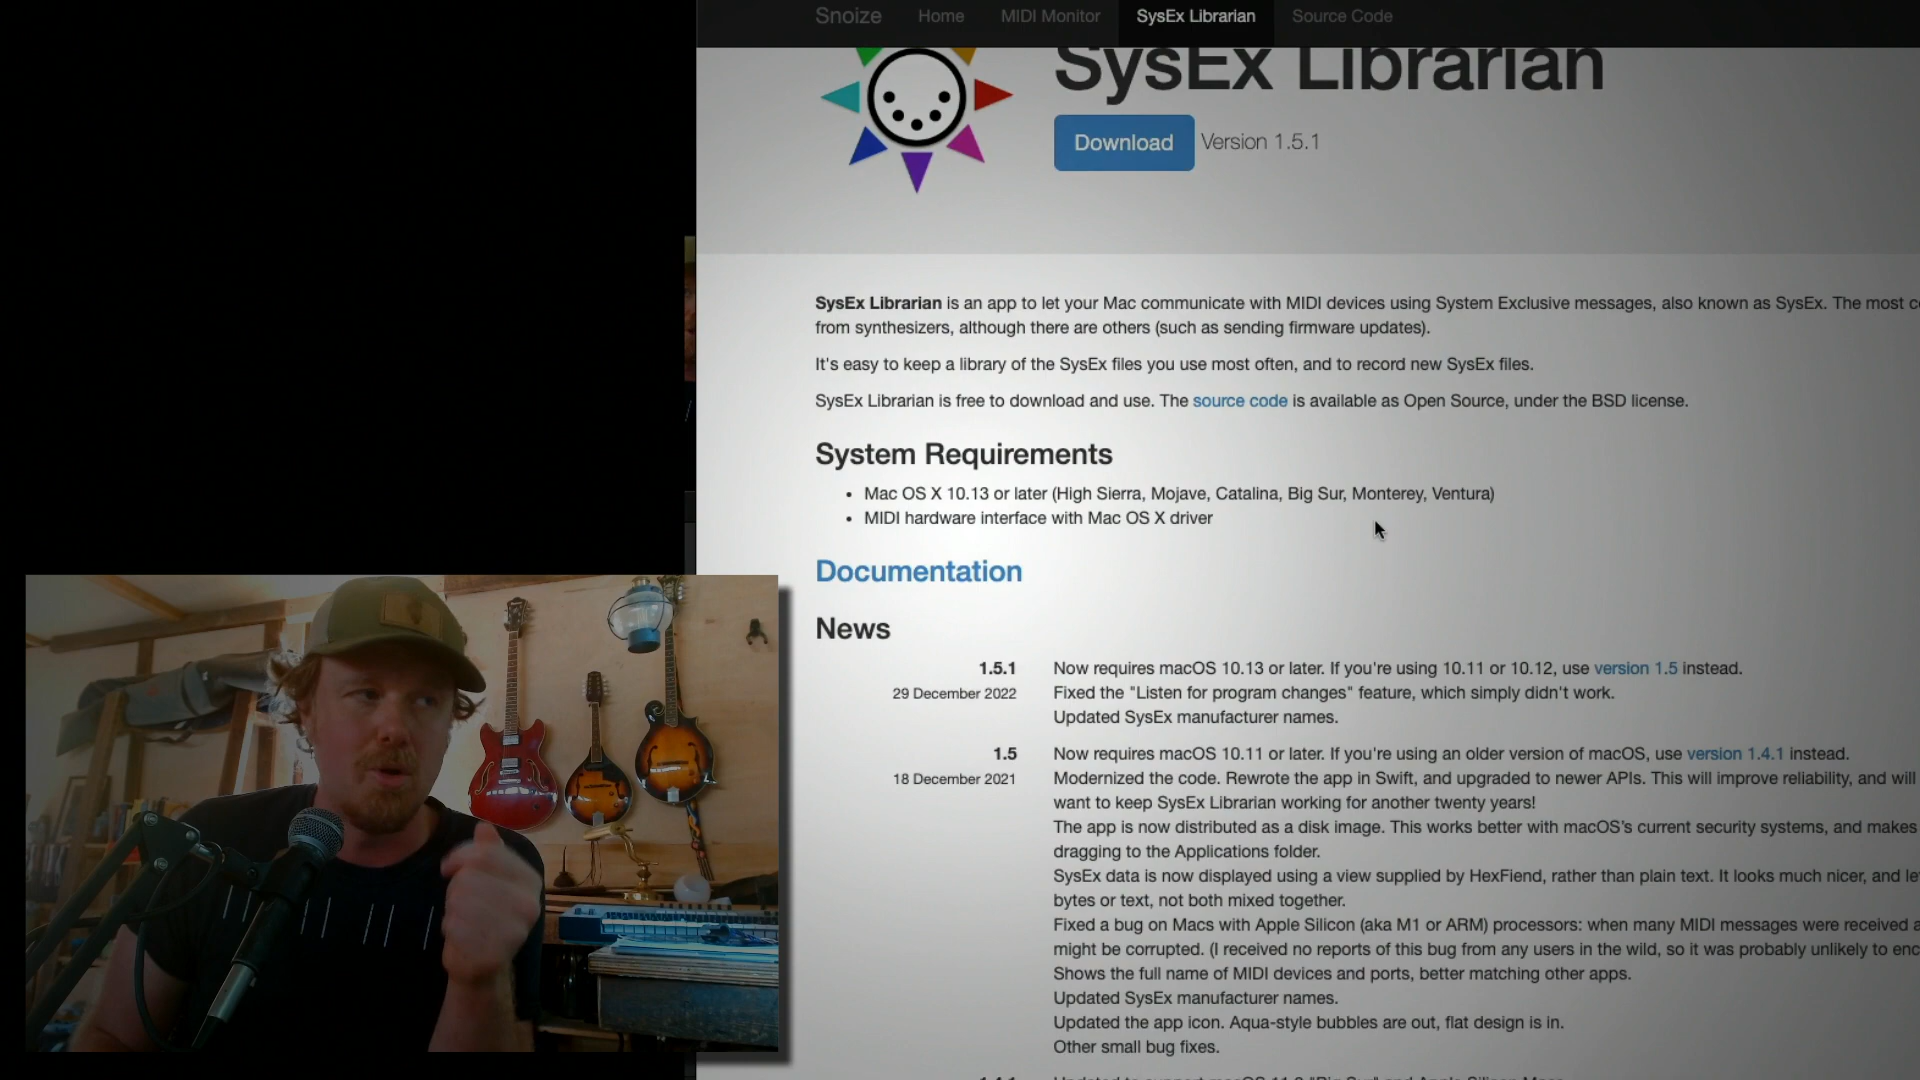 Snoize Home MIDI Monitor SysEx Librarian Source Code
SysEx Librarian
Download Version 1.5.1
SysEx Librarian is an app to let your Mac communicate with MIDI devices using System Exclusive messages, also known as SysEx. The most
from synthesizers, although there are others (such as sending firmware updates).
It's easy to keep a library of the SysEx files you use most often, and to record new SysEx files.
SysEx Librarian is free to download and use. The source code is available as Open Source, under the BSD license.
System Requirements
• Mac OS X 10.13 or later (High Sierra, Mojave, Catalina, Big Sur, Monterey, Ventura)
• MIDI hardware interface with Mac OS X driver
Documentation
News
1.5.1 Now requires macOS 10.13 or later. If you're using 10.11 or 10.12, use version 1.5 instead.
29 December 2022 Fixed the "Listen for program changes" feature, which simply didn't work.
Updated SysEx manufacturer names.
1.5 Now requires macOS 10.11 or later. If you're using an older version of macOS, use version 1.4.1 instead.
18 December 2021 Modernized the code. Rewrote the app in Swift, and upgraded to newer APIs. This will improve reliability, and will
want to keep SysEx Librarian working for another twenty years!
The app is now distributed as a disk image. This works better with macOS's current security systems, and makes
dragging to the Applications folder.
SysEx data is now displayed using a view supplied by HexFiend, rather than plain text. It looks much nicer, and
bytes or text, not both mixed together.
Fixed a bug on Macs with Apple Silicon (aka M1 or ARM) processors: when many MIDI messages were received
might be corrupted. (I received no reports of this bug from any users in the wild, so it was probably unlikely to
Shows the full name of MIDI devices and ports, better matching other apps.
Updated SysEx manufacturer names.
Updated the app icon. Aqua-style bubbles are out, flat design is in.
Other small bug fixes.